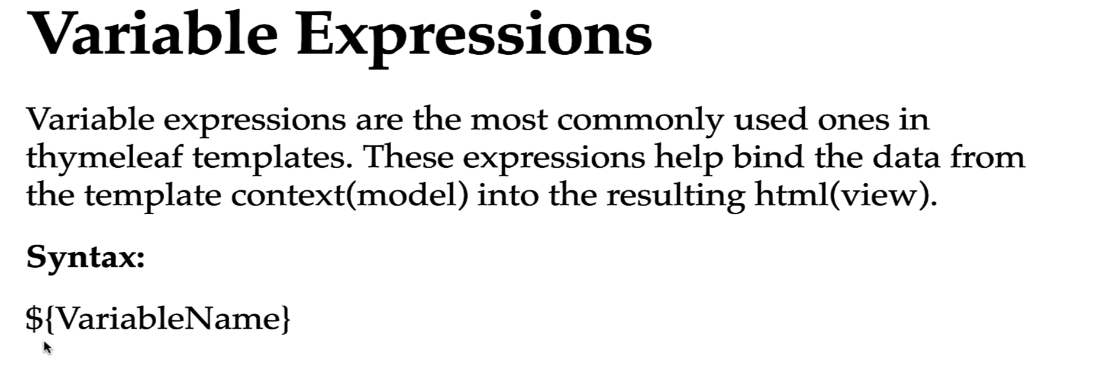 Variable Expressions
Variable expressions are the most commonly used ones in
thymeleaf templates. These expressions help bind the data from
the template context(model) into the resulting html(view).
Syntax:
${VariableName}